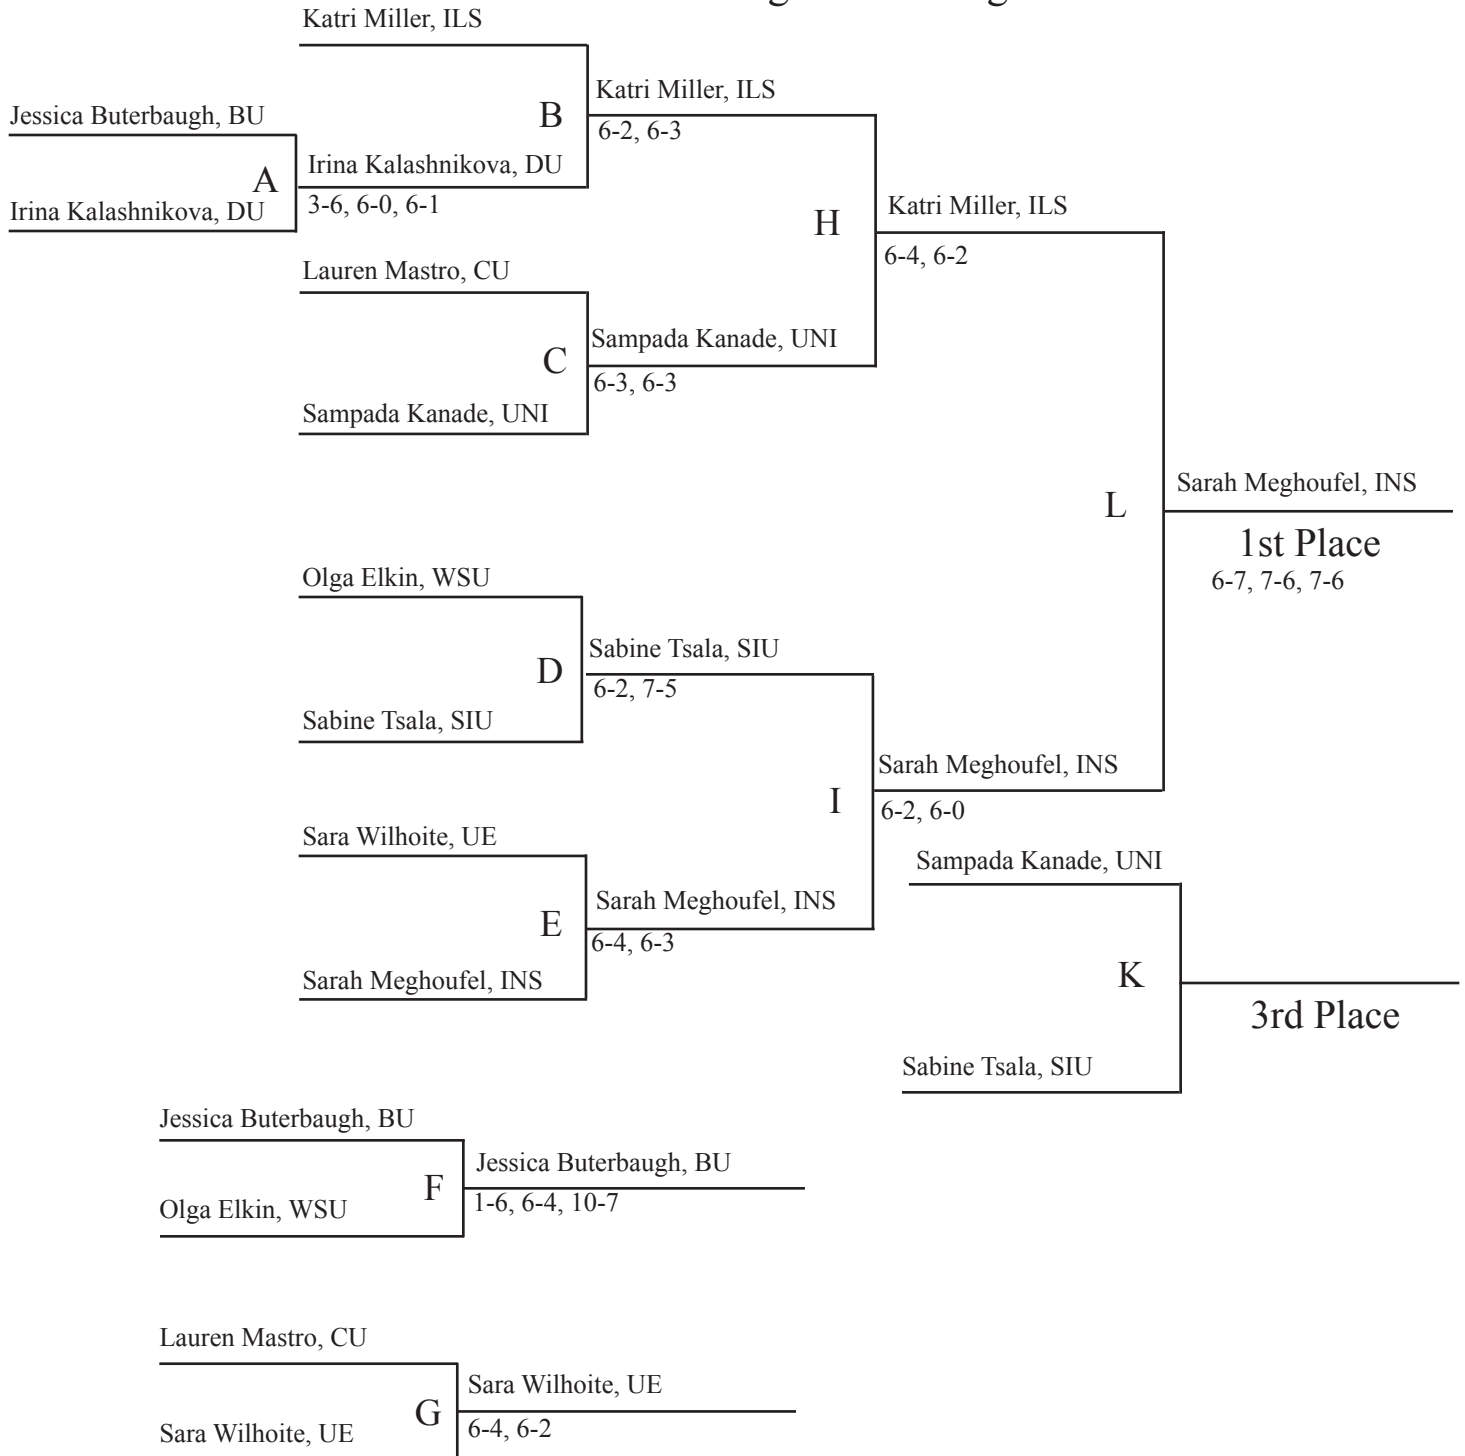 Katri Miller, ILS
Katri Miller, ILS
Jessica Buterbaugh, BU
B
6-2, 6-3
Irina Kalashnikova, DU
A
3-6, 6-0, 6-1
Irina Kalashnikova, DU
Katri Miller, ILS
H
6-4, 6-2
Lauren Mastro, CU
Sampada Kanade, UNI
C
6-3, 6-3
Sampada Kanade, UNI
Sarah Meghoufel, INS
L
1st Place
6-7, 7-6, 7-6
Olga Elkin, WSU
Sabine Tsala, SIU
D
6-2, 7-5
Sabine Tsala, SIU
Sarah Meghoufel, INS
I
6-2, 6-0
Sara Wilhoite, UE
Sampada Kanade, UNI
Sarah Meghoufel, INS
E
6-4, 6-3
Sarah Meghoufel, INS
K
3rd Place
Sabine Tsala, SIU
Jessica Buterbaugh, BU
Jessica Buterbaugh, BU
F
1-6, 6-4, 10-7
Olga Elkin, WSU
Lauren Mastro, CU
Sara Wilhoite, UE
G
6-4, 6-2
Sara Wilhoite, UE